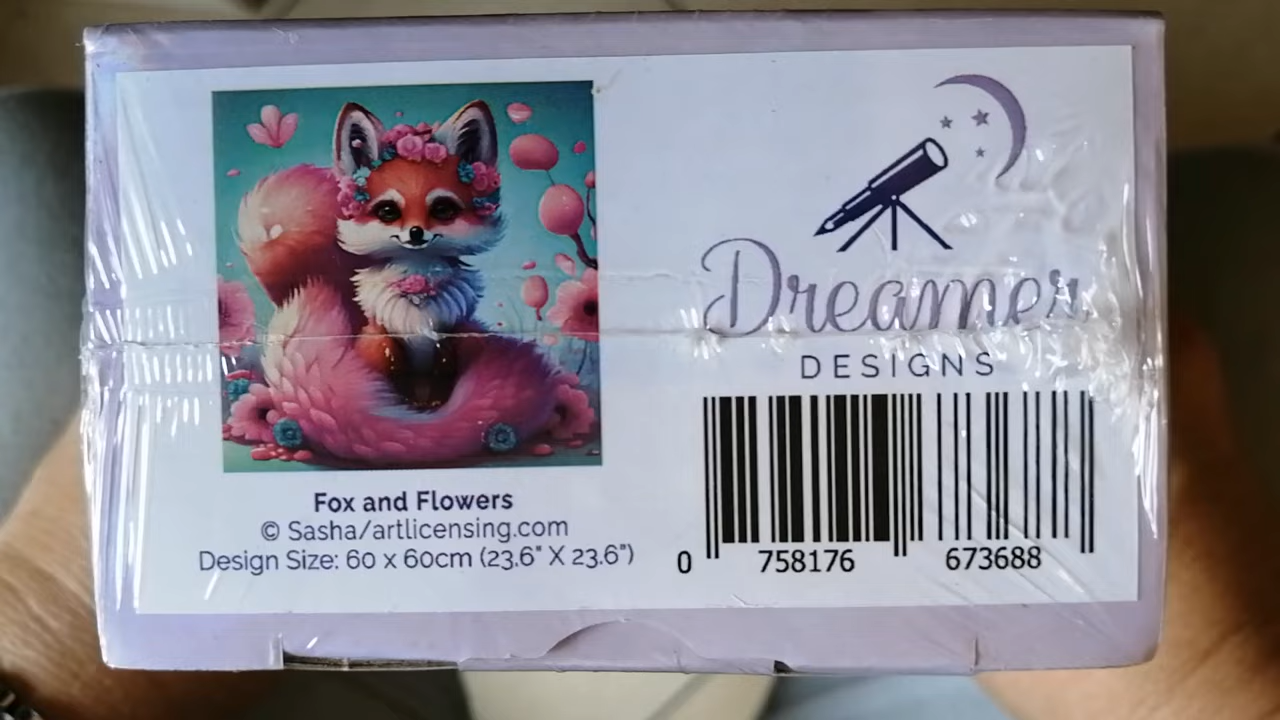 Fox and Flowers
© Sasha/artlicensing.com
Design Size: 60 x 60cm (23.6" X 23.6")
Dreamer
DESIGNS
0 758176 673688